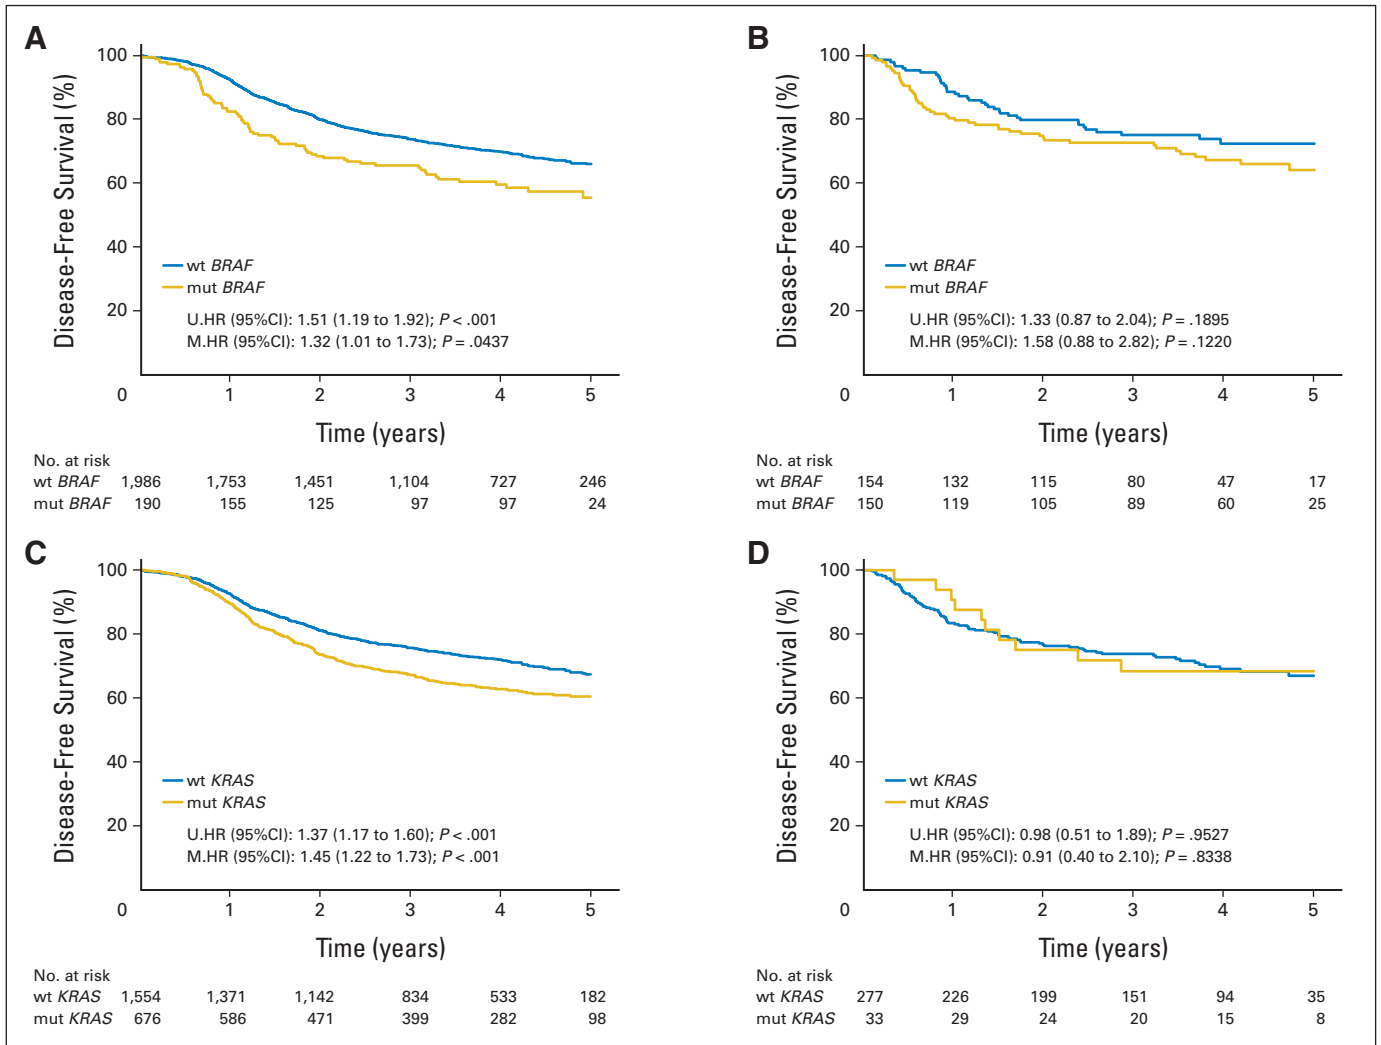 A
Disease-Free Survival (%)
100
80
60
40
20
0
1
2
3
4
5
wt BRAF
mut BRAF
U.HR (95%CI): 1.51 (1.19 to 1.92); P < .001
M.HR (95%CI): 1.32 (1.01 to 1.73); P = .0437
Time (years)
No. at risk
wt BRAF 1,986 1,753 1,451 1,104 727 246
mut BRAF 190 155 125 97 97 24
B
Disease-Free Survival (%)
100
80
60
40
20
0
1
2
3
4
5
wt BRAF
mut BRAF
U.HR (95%CI): 1.33 (0.87 to 2.04); P = .1895
M.HR (95%CI): 1.58 (0.88 to 2.82); P = .1220
Time (years)
No. at risk
wt BRAF 154 132 115 80 47 17
mut BRAF 150 119 105 89 60 25
C
Disease-Free Survival (%)
100
80
60
40
20
0
1
2
3
4
5
wt KRAS
mut KRAS
U.HR (95%CI): 1.37 (1.17 to 1.60); P < .001
M.HR (95%CI): 1.45 (1.22 to 1.73); P < .001
Time (years)
No. at risk
wt KRAS 1,554 1,371 1,142 834 533 182
mut KRAS 676 586 471 399 282 98
D
Disease-Free Survival (%)
100
80
60
40
20
0
1
2
3
4
5
wt KRAS
mut KRAS
U.HR (95%CI): 0.98 (0.51 to 1.89); P = .9527
M.HR (95%CI): 0.91 (0.40 to 2.10); P = .8338
Time (years)
No. at risk
wt KRAS 277 226 199 151 94 35
mut KRAS 33 29 24 20 15 8